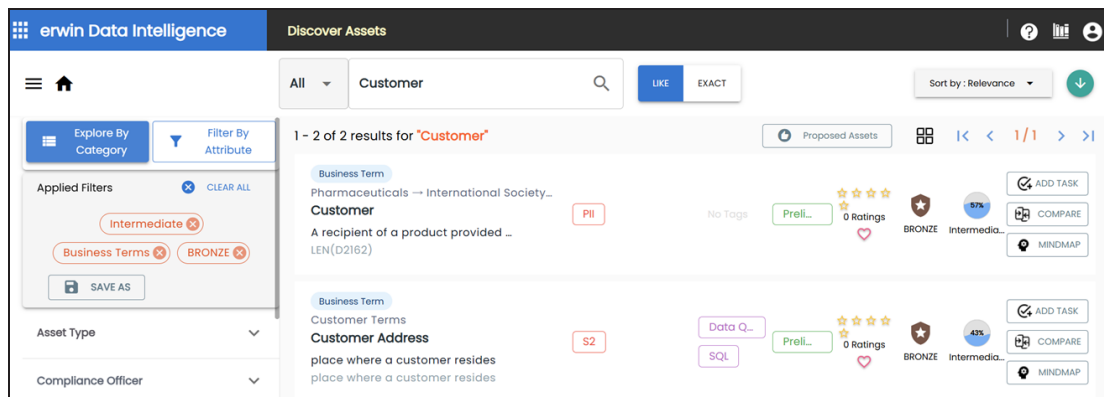 erwin Data Intelligence
Discover Assets
All
Customer
LIKE
EXACT
Sort by : Relevance
Explore By
Category
Filter By
Attribute
1 - 2 of 2 results for "Customer"
Proposed Assets
1 / 1
Applied Filters
CLEAR ALL
Intermediate
Business Terms
BRONZE
SAVE AS
Asset Type
Compliance Officer
Business Term
Pharmaceuticals → International Society...
Customer
A recipient of a product provided ...
LEN(D2162)
PII
No Tags
Preli...
0 Ratings
BRONZE
57%
Intermedia...
ADD TASK
COMPARE
MINDMAP
Business Term
Customer Terms
Customer Address
place where a customer resides
place where a customer resides
S2
Data Q...
SQL
Preli...
0 Ratings
BRONZE
43%
Intermedia...
ADD TASK
COMPARE
MINDMAP